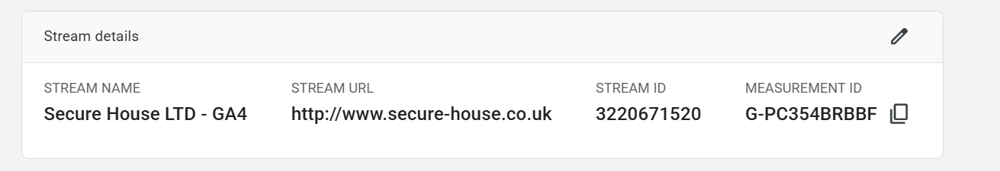 Stream details
STREAM NAME STREAM URL STREAM ID MEASUREMENT ID
Secure House LTD - GA4 http://www.secure-house.co.uk 3220671520 G-PC354BRBBF